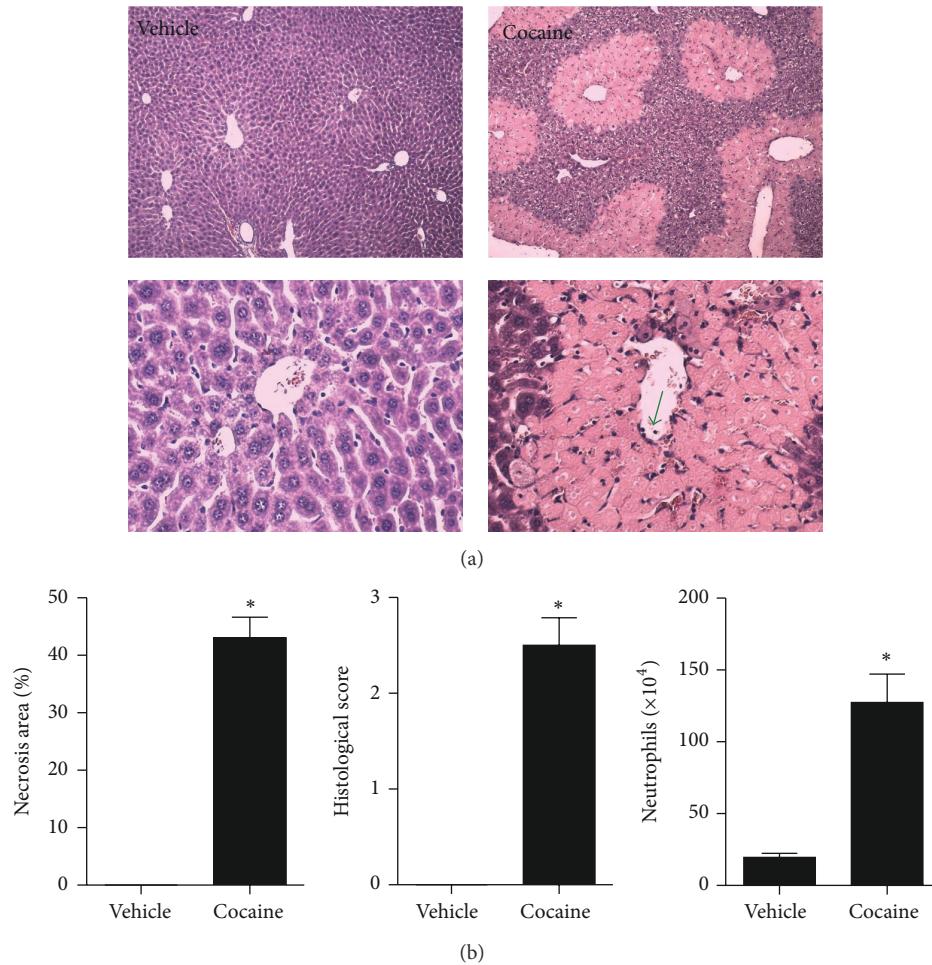 Vehicle
Cocaine
(a)
Necrosis area (%)
50
40
30
20
10
0
*
Vehicle
Cocaine
Histological score
3
2
1
0
*
Vehicle
Cocaine
Neutrophils (×10⁴)
200
150
100
50
0
*
Vehicle
Cocaine
(b)